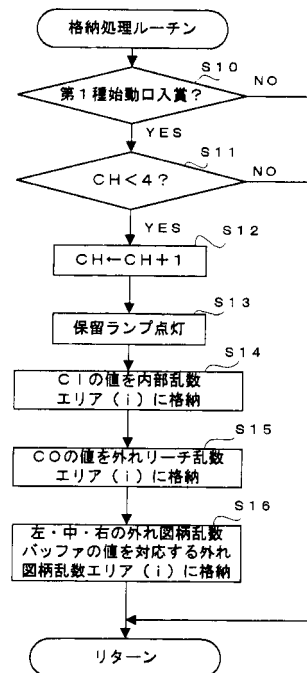 格納処理ルーチン
S10
第1種始動口入賞?
NO
YES
S11
CH<4?
NO
YES
S12
CH←CH+1
S13
保留ランプ点灯
S14
CIの値を内部乱数
エリア(i)に格納
S15
COの値を外れリーチ乱数
エリア(i)に格納
S16
左・中・右の外れ図柄乱数
バッファの値を対応する外れ
図柄乱数エリア(i)に格納
リターン